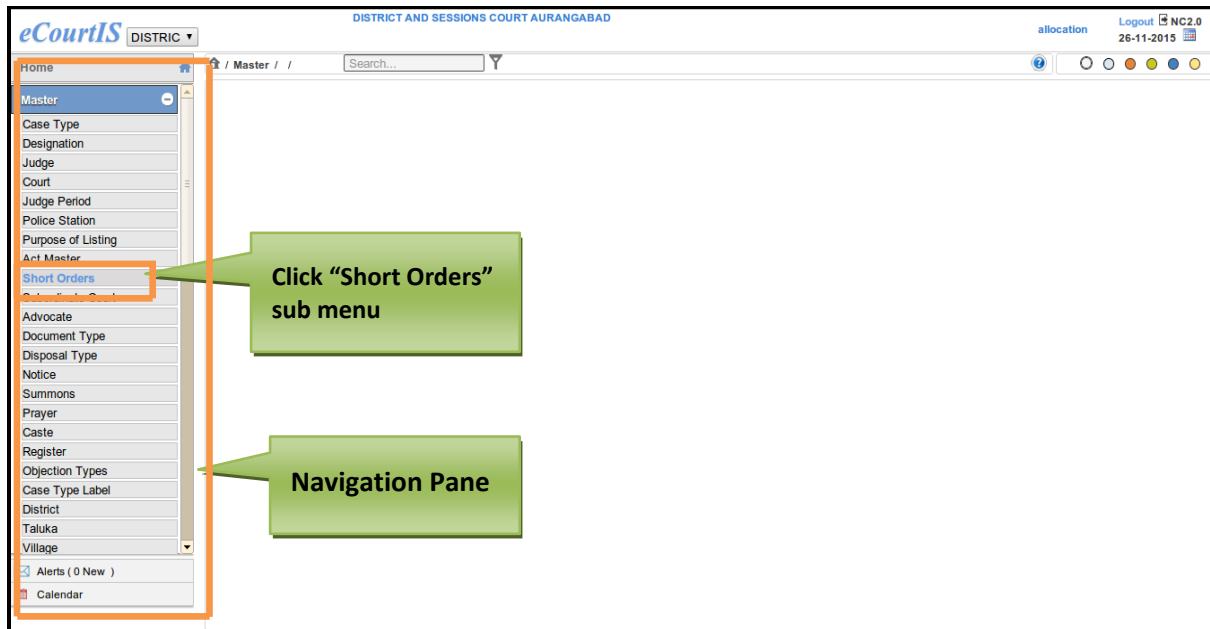 DISTRICT AND SESSIONS COURT AURANGABAD
eCourtIS DISTRIC
allocation
Logout NC2.0
26-11-2015
Home
/ Master / /
Search...
Master
Case Type
Designation
Judge
Court
Judge Period
Police Station
Purpose of Listing
Act Master
Short Orders
Subordinate Court
Advocate
Document Type
Disposal Type
Notice
Summons
Prayer
Caste
Register
Objection Types
Case Type Label
District
Taluka
Village
Alerts ( 0 New )
Calendar
Click “Short Orders”
sub menu
Navigation Pane